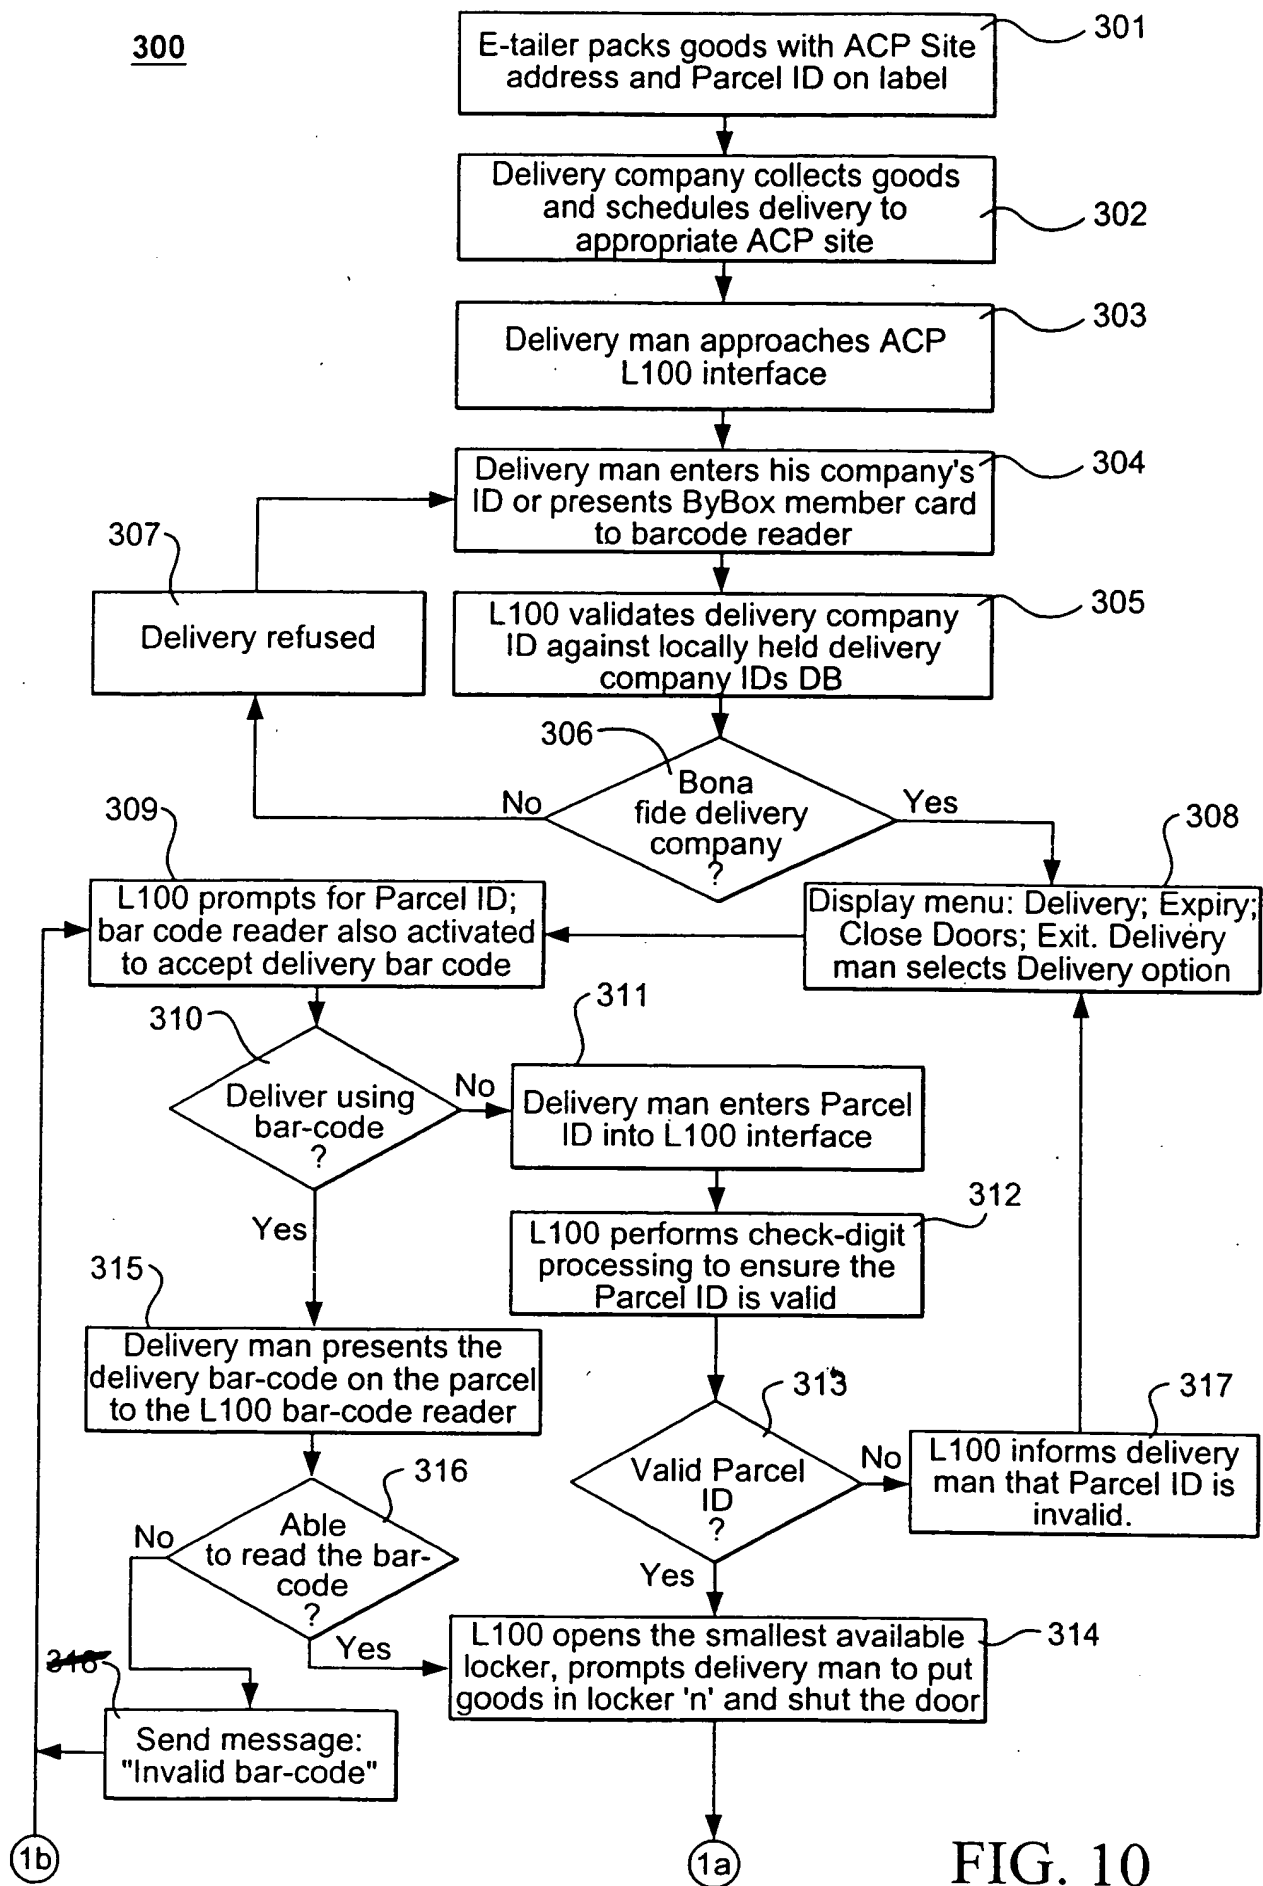 300
301
E-tailer packs goods with ACP Site
address and Parcel ID on label
302
Delivery company collects goods
and schedules delivery to
appropriate ACP site
303
Delivery man approaches ACP
L100 interface
304
Delivery man enters his company's
ID or presents ByBox member card
to barcode reader
307
Delivery refused
305
L100 validates delivery company
ID against locally held delivery
company IDs DB
306
Bona
fide delivery
company
?
No
Yes
308
Display menu: Delivery; Expiry;
Close Doors; Exit. Delivery
man selects Delivery option
309
L100 prompts for Parcel ID;
bar code reader also activated
to accept delivery bar code
310
Deliver using
bar-code
?
No
Yes
311
Delivery man enters Parcel
ID into L100 interface
312
L100 performs check-digit
processing to ensure the
Parcel ID is valid
313
Valid Parcel
ID
?
No
Yes
317
L100 informs delivery
man that Parcel ID is
invalid.
315
Delivery man presents the
delivery bar-code on the parcel
to the L100 bar-code reader
316
Able
to read the bar-
code
?
No
Yes
314
L100 opens the smallest available
locker, prompts delivery man to put
goods in locker 'n' and shut the door
Send message:
"Invalid bar-code"
1b
1a
FIG. 10